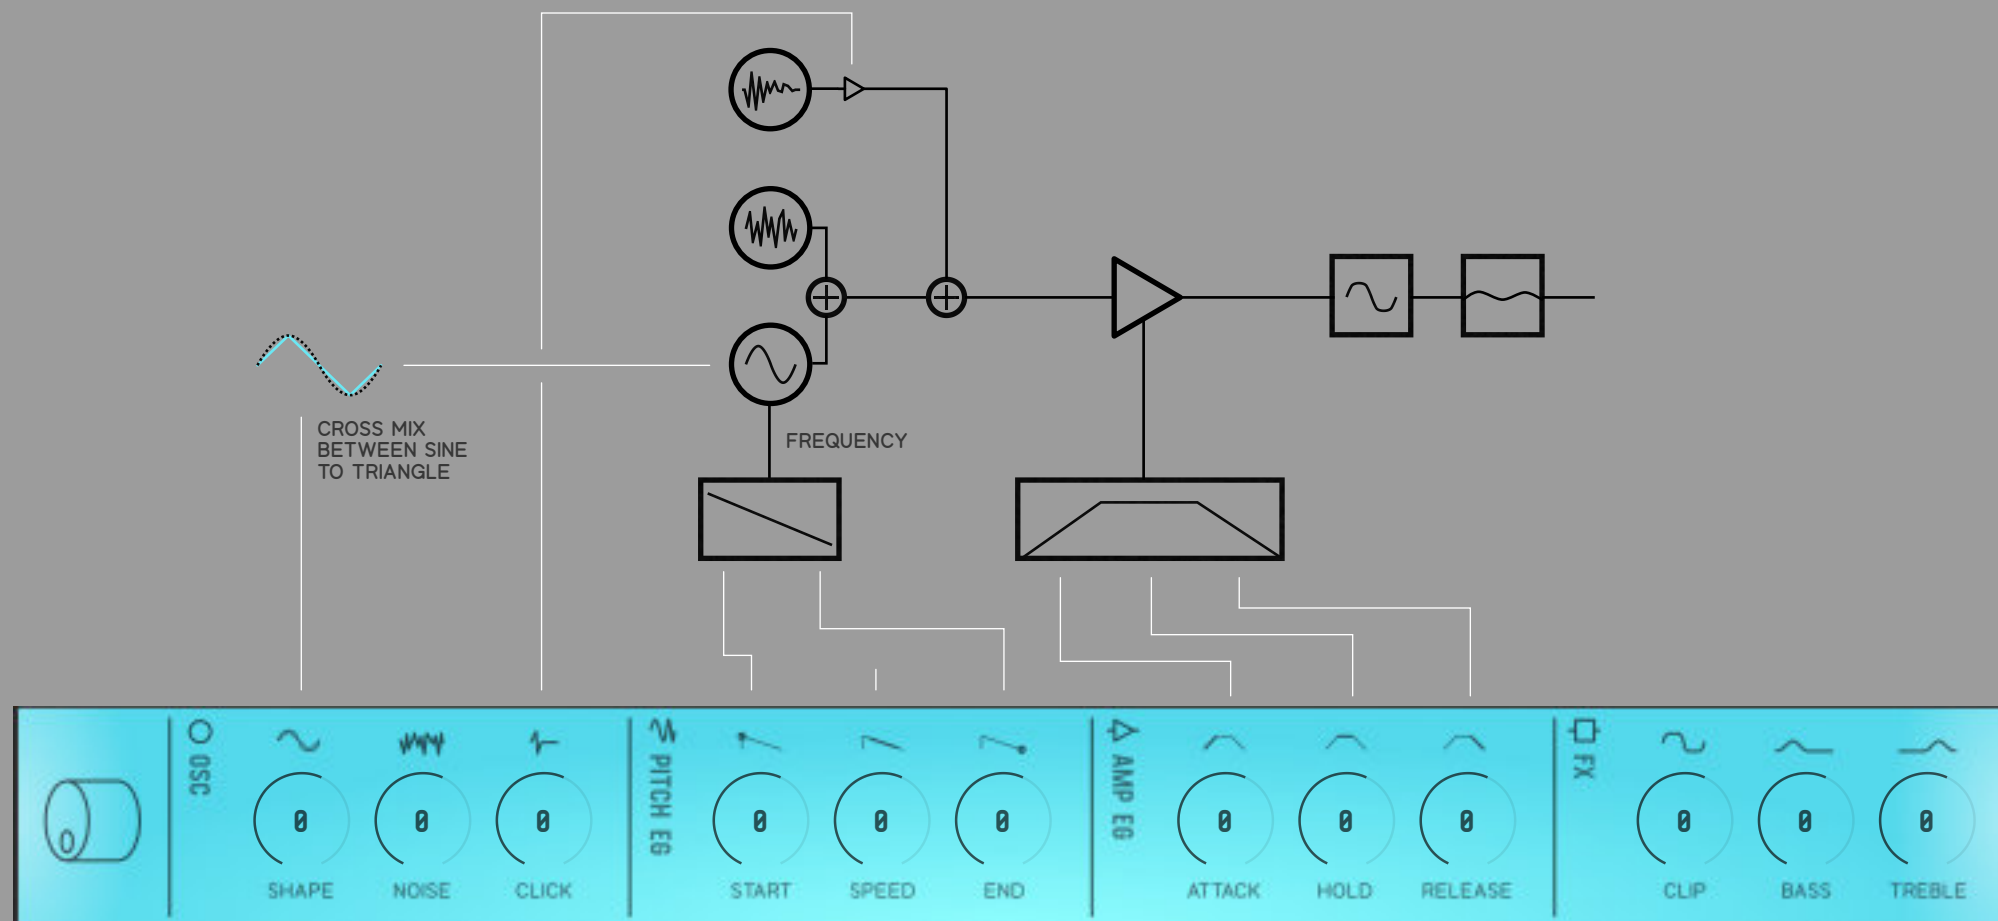 CROSS MIX
BETWEEN SINE
TO TRIANGLE
FREQUENCY
OSC
0
0
0
SHAPE
NOISE
CLICK
PITCH EG
0
0
0
START
SPEED
END
AMP EG
0
0
0
ATTACK
HOLD
RELEASE
FX
0
0
0
CLIP
BASS
TREBLE